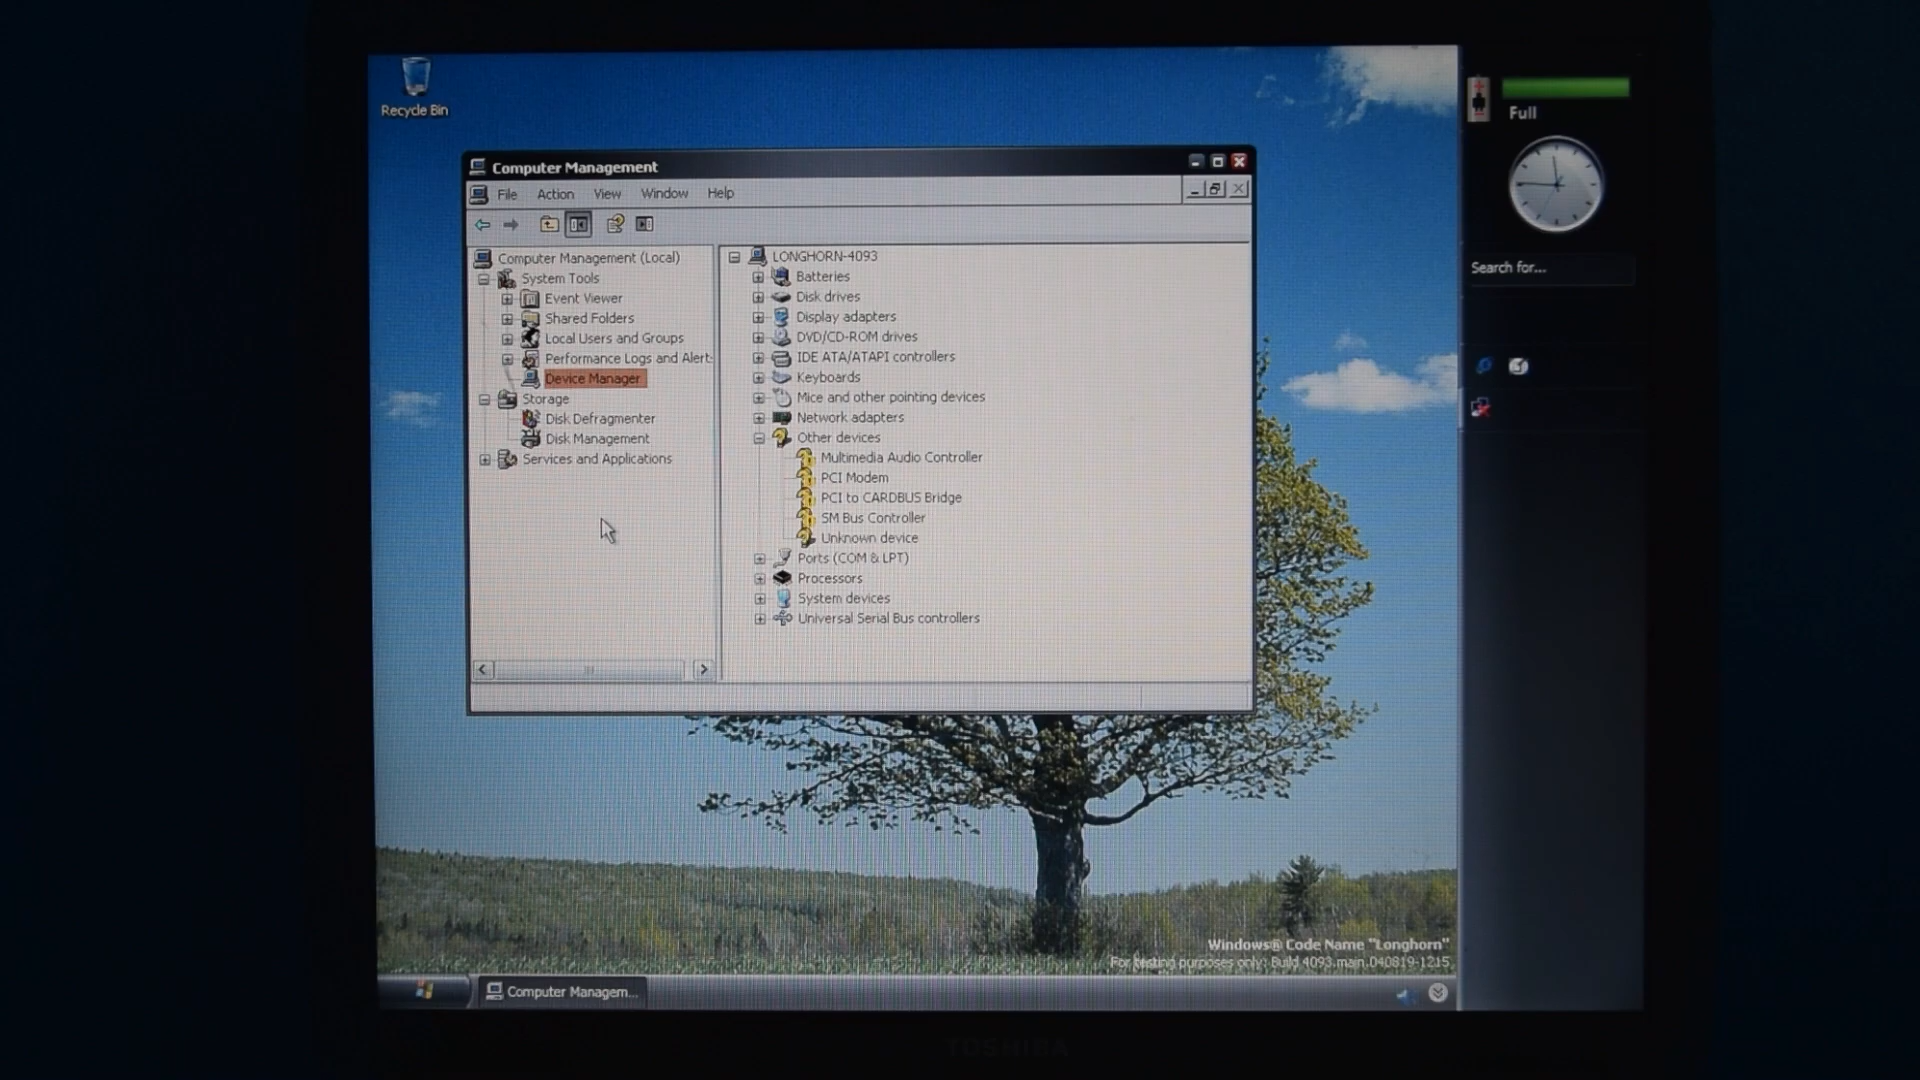 Recycle Bin
Computer Management
File Action View Window Help
Computer Management (Local)
System Tools
Event Viewer
Shared Folders
Local Users and Groups
Performance Logs and Alert
Device Manager
Storage
Disk Defragmenter
Disk Management
Services and Applications
LONGHORN-4093
Batteries
Disk drives
Display adapters
DVD/CD-ROM drives
IDE ATA/ATAPI controllers
Keyboards
Mice and other pointing devices
Network adapters
Other devices
Multimedia Audio Controller
PCI Modem
PCI to CARDBUS Bridge
SM Bus Controller
Unknown device
Ports (COM & LPT)
Processors
System devices
Universal Serial Bus controllers
Full
Search for...
Windows® Code Name "Longhorn"
For testing purposes only. Build 4093.main.040819-1215
Computer Managem...
TOSHIBA